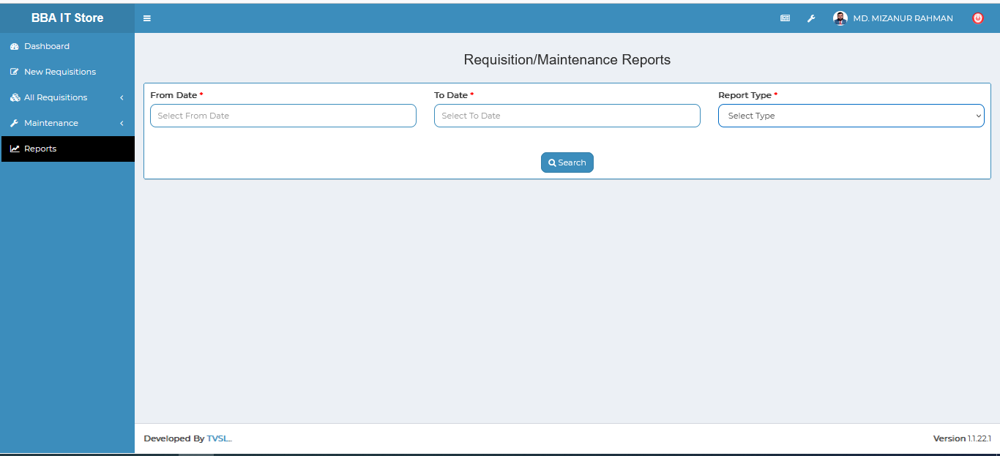 BBA IT Store
MD. MIZANUR RAHMAN
Dashboard
New Requisitions
All Requisitions
Maintenance
Reports
Requisition/Maintenance Reports
From Date *
To Date *
Report Type *
Select From Date
Select To Date
Select Type
Search
Developed By TVSL..
Version 1.1.22.1